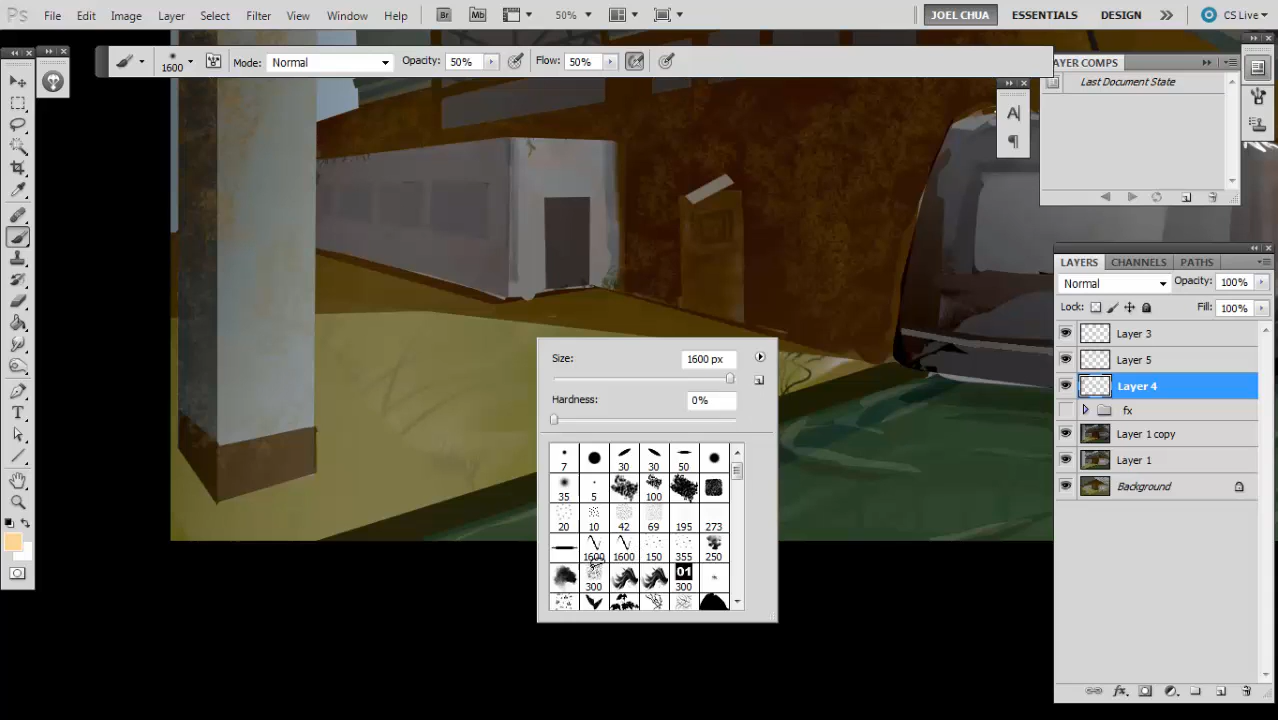 Ps File Edit Image Layer Select Filter View Window Help Br Mb 50% JOEL CHUA ESSENTIALS DESIGN CS Live
1600 Mode: Normal Opacity: 50% Flow: 50%
AYER COMPS
Last Document State
A
¶
LAYERS CHANNELS PATHS
Normal Opacity: 100%
Lock: Fill: 100%
Layer 3
Layer 5
Layer 4
fx
Layer 1 copy
Layer 1
Background
fx
T
Size: 1600 px
Hardness: 0%
7 30 30 50
35 5 100
20 10 42 69 195 273
1600 1600 150 355 250
01
300 300